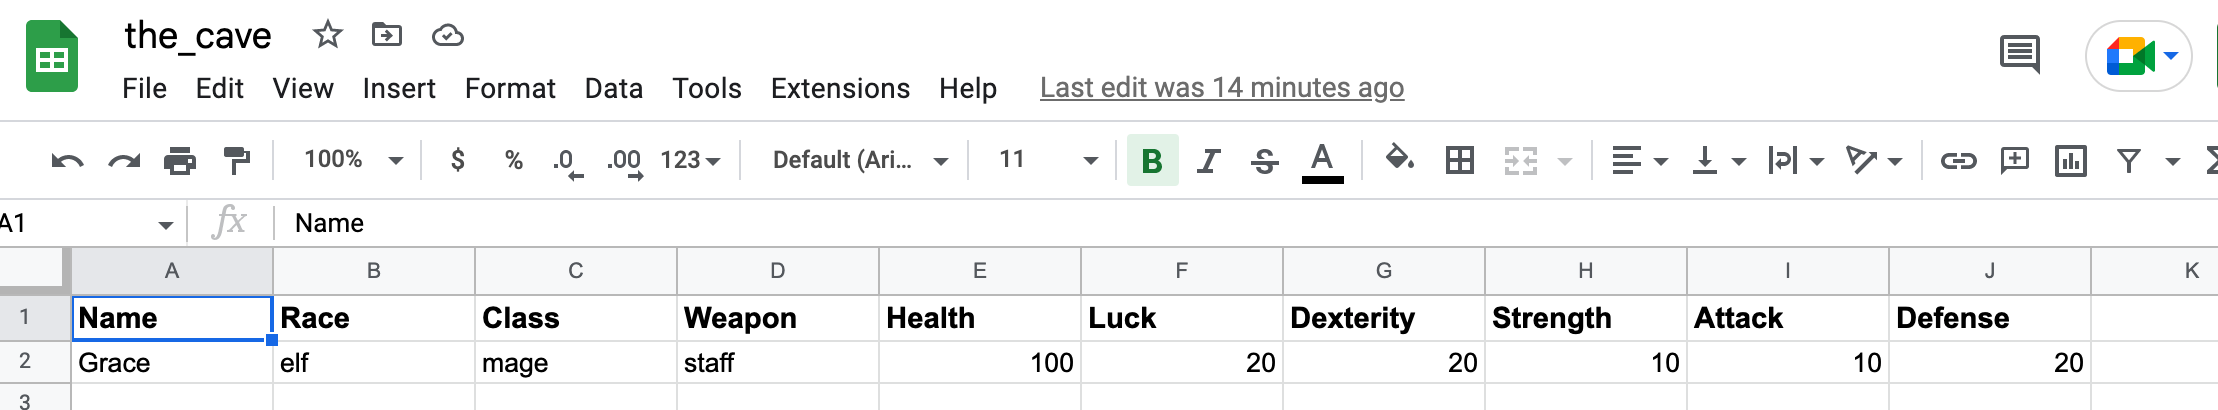 the_cave
File Edit View Insert Format Data Tools Extensions Help Last edit was 14 minutes ago
100% $ % .0 .00 123 Default (Ari... 11 B I S A
A1 fx Name
A B C D E F G H I J K
1 Name Race Class Weapon Health Luck Dexterity Strength Attack Defense
2 Grace elf mage staff 100 20 20 10 10 20
3